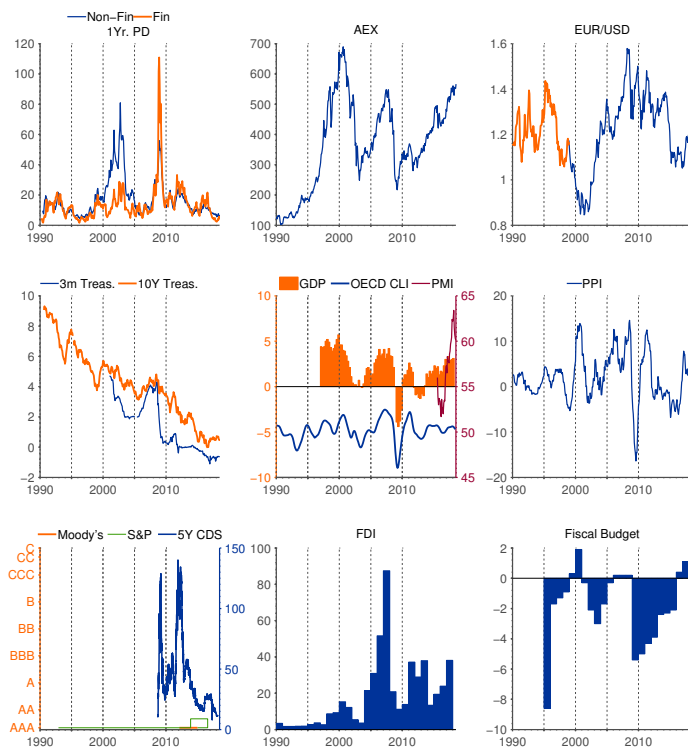 Non-Fin Fin
1Yr. PD
AEX
EUR/USD
120
100
80
60
40
20
0
1990 2000 2010
700
600
500
400
300
200
100
1990 2000 2010
1.6
1.4
1.2
1.0
0.8
1990 2000 2010
3m Treas. 10Y Treas.
GDP OECD CLI PMI
PPI
10
8
6
4
2
0
−2
1990 2000 2010
10
5
0
−5
−10
65
60
55
50
45
1990 2000 2010
20
10
0
−10
−20
1990 2000 2010
Moody's S&P 5Y CDS
FDI
Fiscal Budget
C
CC
CCC
B
BB
BBB
A
AA
AAA
150
100
50
0
1990 2000 2010
100
80
60
40
20
0
1990 2000 2010
2
0
−2
−4
−6
−8
−10
1990 2000 2010